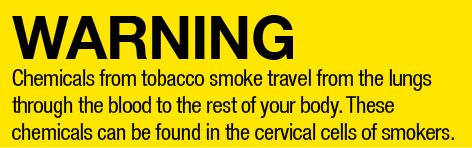 WARNING
Chemicals from tobacco smoke travel from the lungs
through the blood to the rest of your body. These
chemicals can be found in the cervical cells of smokers.